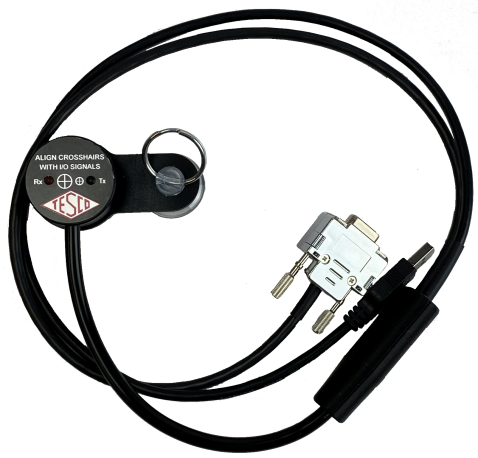 ALIGN CROSSHAIRS
WITH I/O SIGNALS
Rx Tx
TESCO